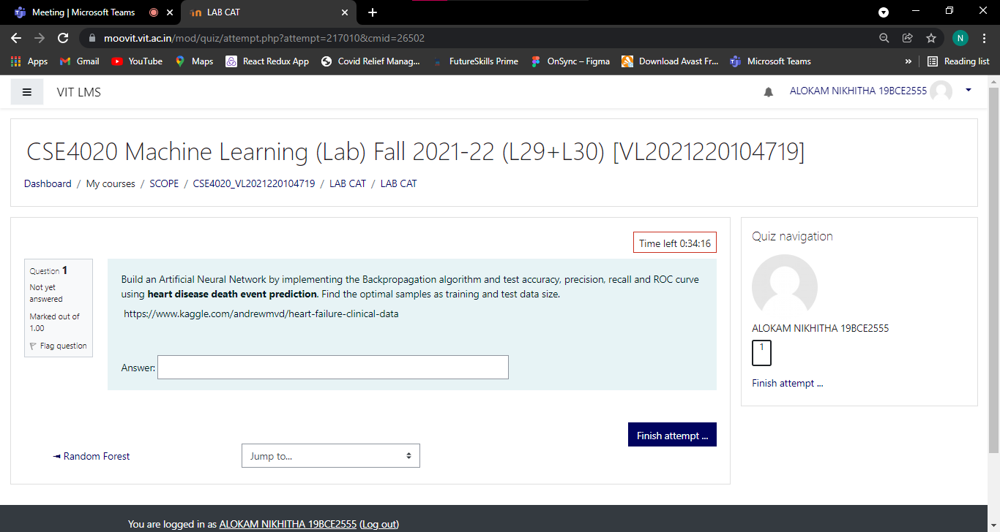 Meeting | Microsoft Teams
LAB CAT
moovit.vit.ac.in/mod/quiz/attempt.php?attempt=217010&cmid=26502
N
Apps Gmail YouTube Maps React Redux App Covid Relief Manag... FutureSkills Prime OnSync – Figma Download Avast Fr... Microsoft Teams » Reading list
VIT LMS
ALOKAM NIKHITHA 19BCE2555
CSE4020 Machine Learning (Lab) Fall 2021-22 (L29+L30) [VL2021220104719]
Dashboard / My courses / SCOPE / CSE4020_VL2021220104719 / LAB CAT / LAB CAT
Time left 0:34:16
Question 1
Not yet
answered
Marked out of
1.00
Flag question
Build an Artificial Neural Network by implementing the Backpropagation algorithm and test accuracy, precision, recall and ROC curve
using heart disease death event prediction. Find the optimal samples as training and test data size.
https://www.kaggle.com/andrewmvd/heart-failure-clinical-data
Answer:
Finish attempt ...
◄ Random Forest
Jump to...
Quiz navigation
ALOKAM NIKHITHA 19BCE2555
1
Finish attempt ...
You are logged in as ALOKAM NIKHITHA 19BCE2555 (Log out)